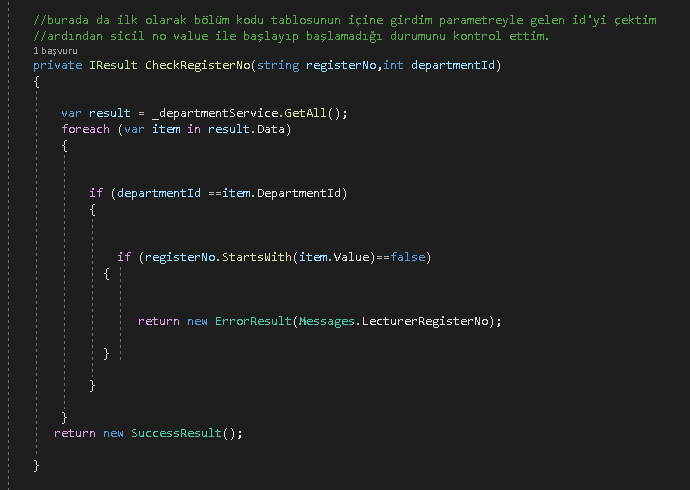 //burada da ilk olarak bölüm kodu tablosunun içine girdim parametreyle gelen id'yi çektim
//ardından sicil no value ile başlayıp başlamadığı durumunu kontrol ettim.
1 başvuru
private IResult CheckRegisterNo(string registerNo,int departmentId)
{
var result = _departmentService.GetAll();
foreach (var item in result.Data)
{
if (departmentId ==item.DepartmentId)
{
if (registerNo.StartsWith(item.Value)==false)
{
return new ErrorResult(Messages.LecturerRegisterNo);
}
}
}
return new SuccessResult();
}